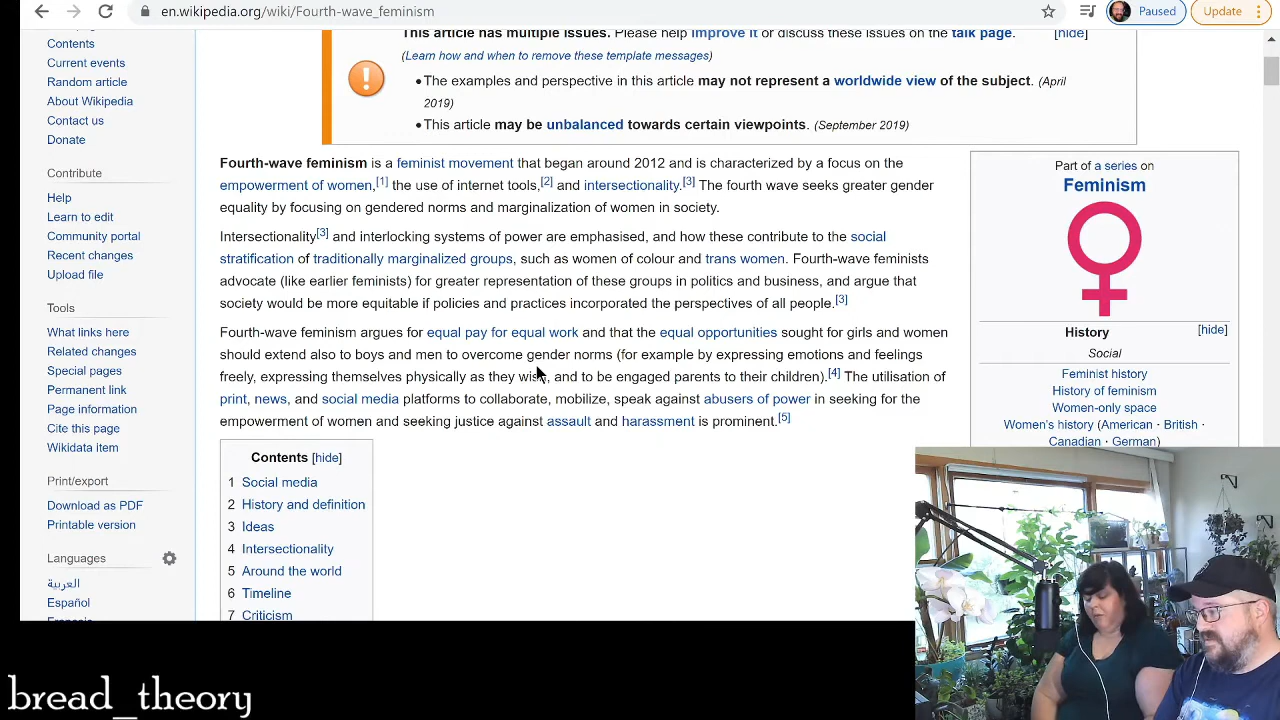 en.wikipedia.org/wiki/Fourth-wave_feminism
Paused
Update
Contents
Current events
Random article
About Wikipedia
Contact us
Donate
Contribute
Help
Learn to edit
Community portal
Recent changes
Upload file
Tools
What links here
Related changes
Special pages
Permanent link
Page information
Cite this page
Wikidata item
Print/export
Download as PDF
Printable version
Languages
العربية
Español
This article has multiple issues. Please help improve it or discuss these issues on the talk page. [hide]
(Learn how and when to remove these template messages)
•The examples and perspective in this article may not represent a worldwide view of the subject. (April
2019)
•This article may be unbalanced towards certain viewpoints. (September 2019)
Fourth-wave feminism is a feminist movement that began around 2012 and is characterized by a focus on the
empowerment of women,[1] the use of internet tools,[2] and intersectionality.[3] The fourth wave seeks greater gender
equality by focusing on gendered norms and marginalization of women in society.
Intersectionality[3] and interlocking systems of power are emphasised, and how these contribute to the social
stratification of traditionally marginalized groups, such as women of colour and trans women. Fourth-wave feminists
advocate (like earlier feminists) for greater representation of these groups in politics and business, and argue that
society would be more equitable if policies and practices incorporated the perspectives of all people.[3]
Fourth-wave feminism argues for equal pay for equal work and that the equal opportunities sought for girls and women
should extend also to boys and men to overcome gender norms (for example by expressing emotions and feelings
freely, expressing themselves physically as they wish, and to be engaged parents to their children).[4] The utilisation of
print, news, and social media platforms to collaborate, mobilize, speak against abusers of power in seeking for the
empowerment of women and seeking justice against assault and harassment is prominent.[5]
Contents [hide]
1 Social media
2 History and definition
3 Ideas
4 Intersectionality
5 Around the world
6 Timeline
7 Criticism
Part of a series on
Feminism
History [hide]
Social
Feminist history
History of feminism
Women-only space
Women's history (American · British ·
Canadian · German)
bread_theory